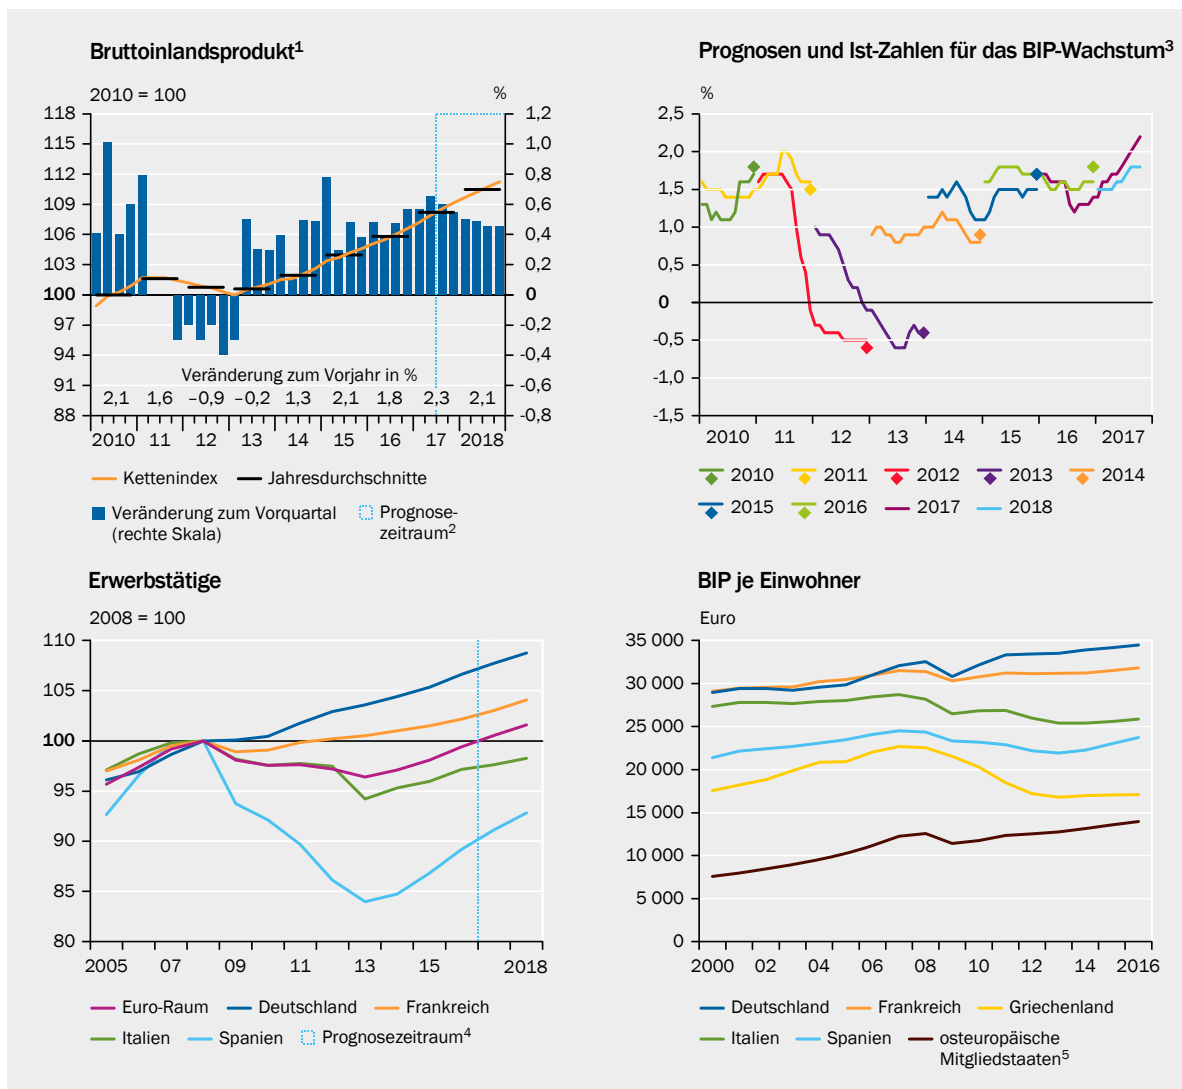 Bruttoinlandsprodukt1
2010 = 100
%
118
115
112
109
106
103
100
97
94
91
88
1,2
1,0
0,8
0,6
0,4
0,2
0
-0,2
-0,4
-0,6
-0,8
Veränderung zum Vorjahr in %
2,1 1,6 –0,9 –0,2 1,3 2,1 1,8 2,3 2,1
2010 11 12 13 14 15 16 17 2018
Kettenindex Jahresdurchschnitte
Veränderung zum Vorquartal Prognose-
(rechte Skala) zeitraum2
Prognosen und Ist-Zahlen für das BIP-Wachstum3
%
2,5
2,0
1,5
1,0
0,5
0
-0,5
-1,0
-1,5
2010 11 12 13 14 15 16 2017
2010 2011 2012 2013 2014
2015 2016 2017 2018
Erwerbstätige
2008 = 100
110
105
100
95
90
85
80
2005 07 09 11 13 15 2018
Euro-Raum Deutschland Frankreich
Italien Spanien Prognosezeitraum4
BIP je Einwohner
Euro
35 000
30 000
25 000
20 000
15 000
10 000
5 000
0
2000 02 04 06 08 10 12 14 2016
Deutschland Frankreich Griechenland
Italien Spanien osteuropäische
Mitgliedstaaten5